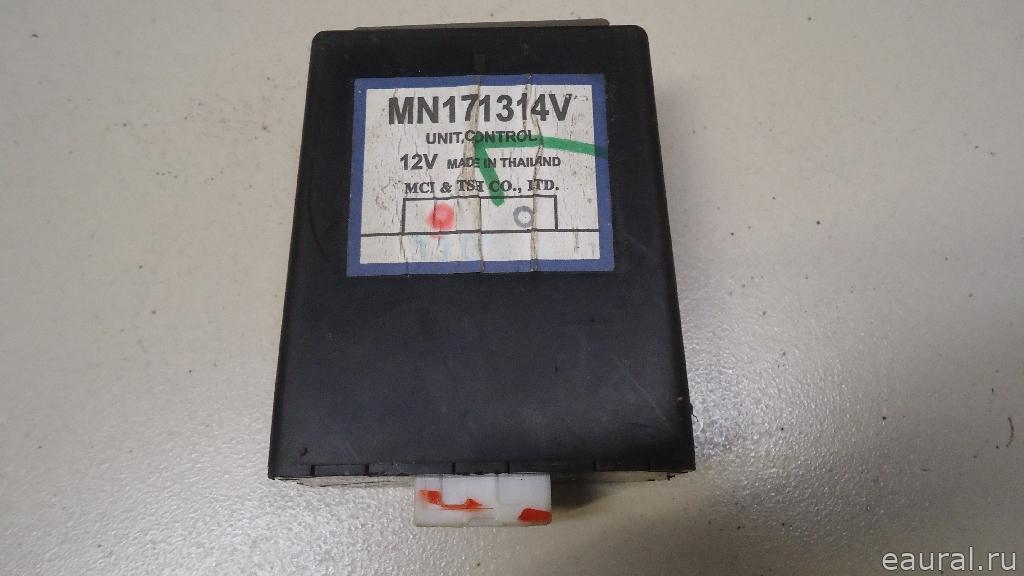 MN171314V
UNIT,CONTROL
12V MADE IN THAILAND
MCI & TSI CO., LTD.
eaural.ru